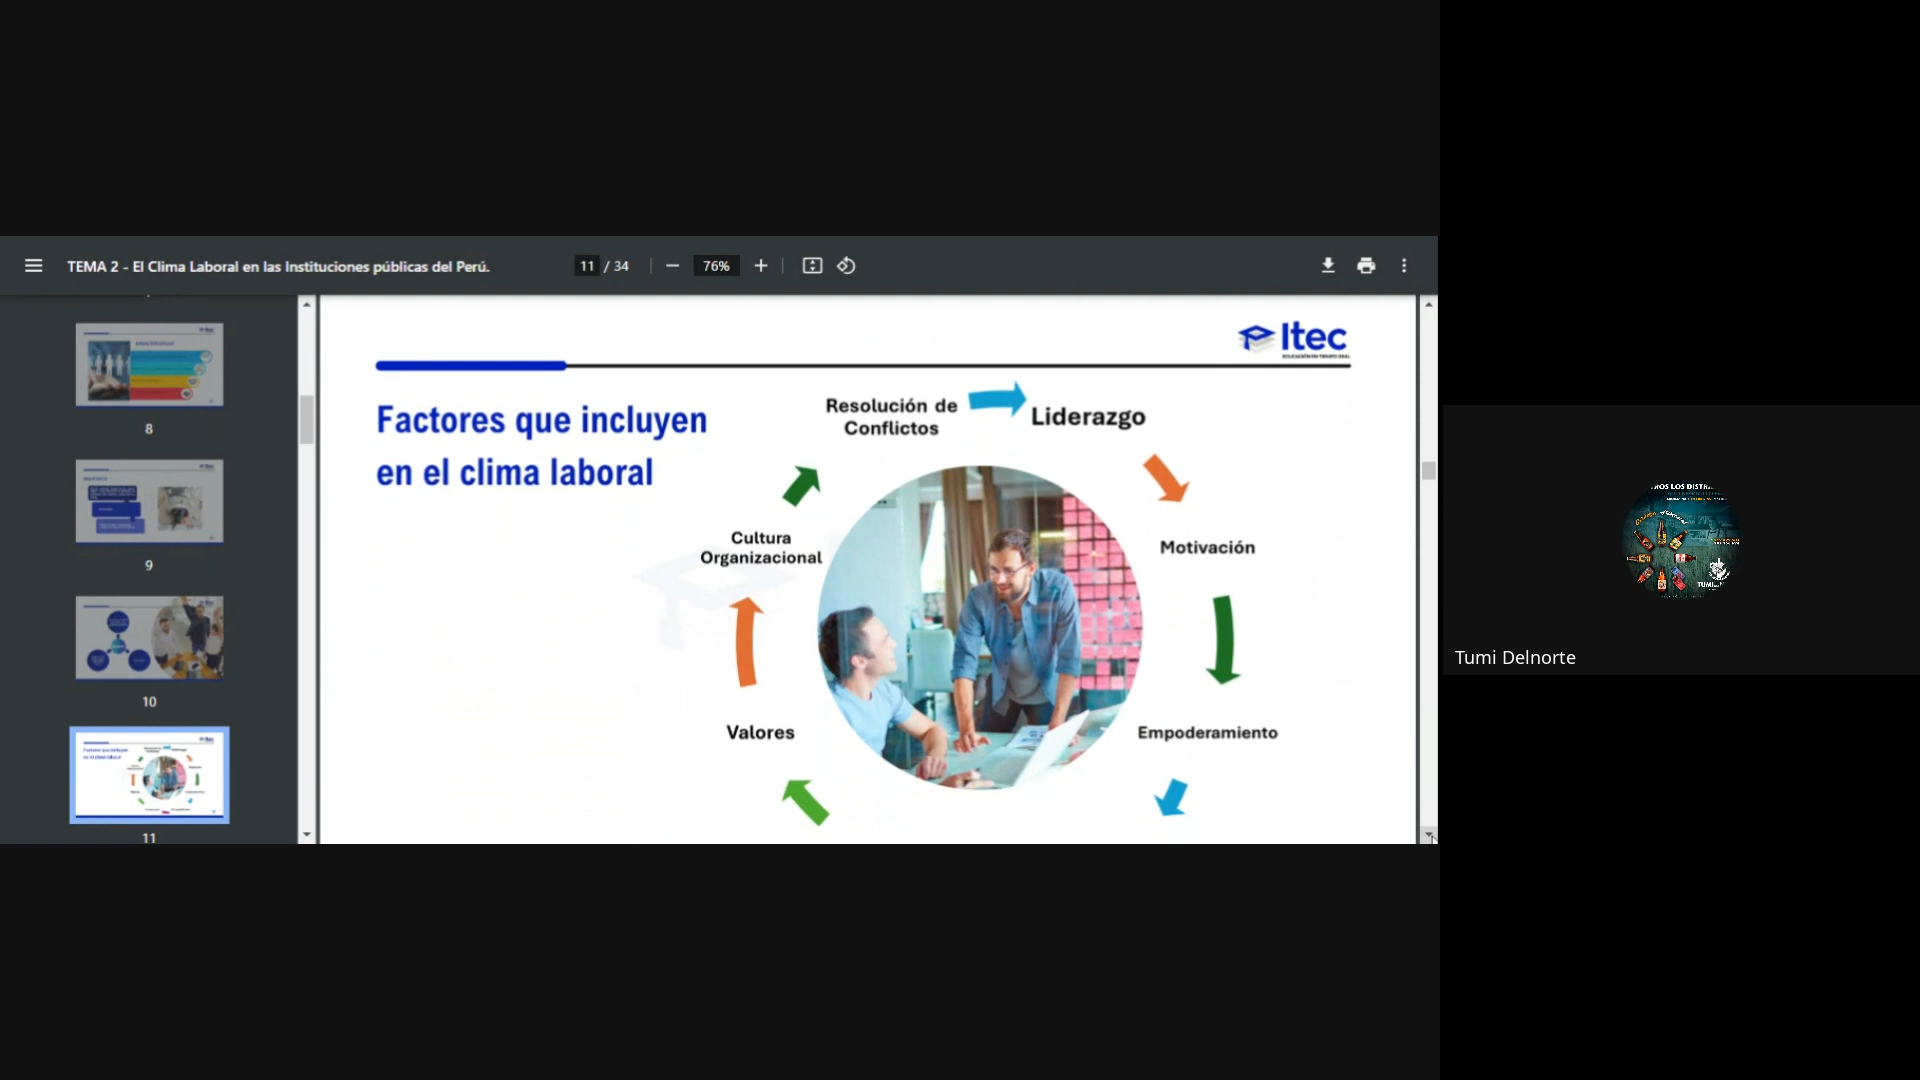 TEMA 2 - El Clima Laboral en las Instituciones públicas del Perú.
11 / 34
76%
8
9
10
11
Itec
Factores que incluyen
en el clima laboral
Resolución de
Conflictos
Liderazgo
Motivación
Empoderamiento
Valores
Cultura
Organizacional
Tumi Delnorte